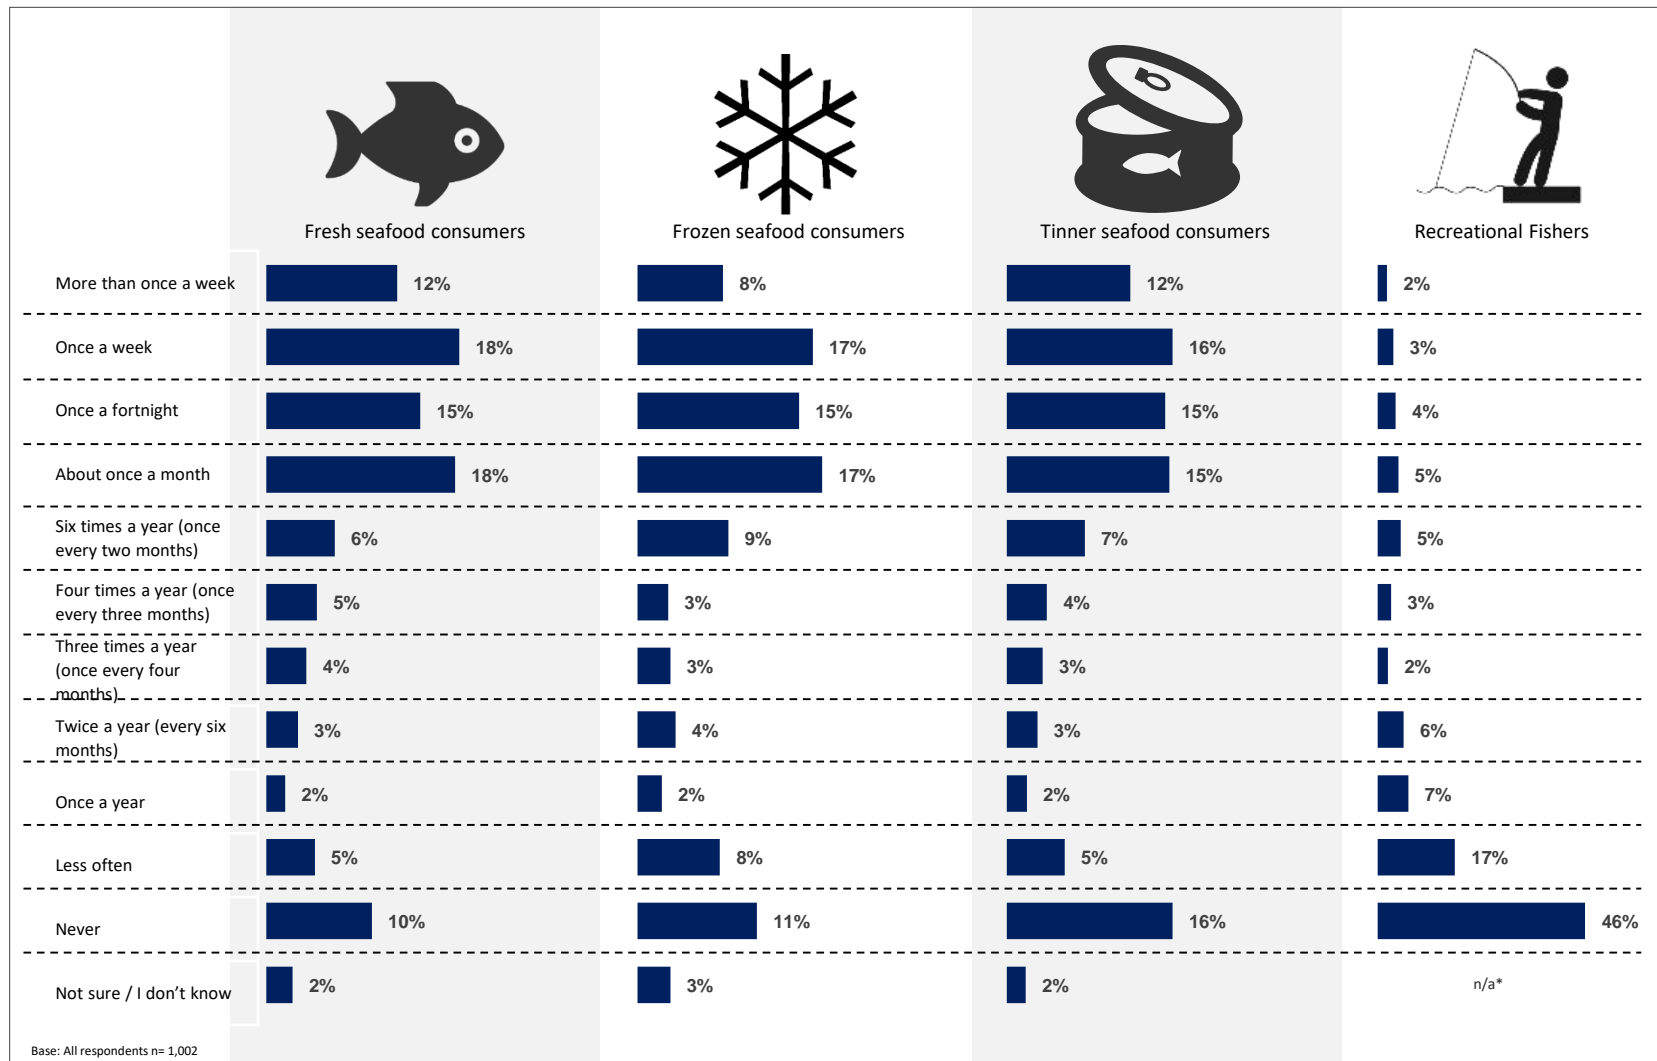 Fresh seafood consumers
Frozen seafood consumers
Tinner seafood consumers
Recreational Fishers
More than once a week
12%
8%
12%
2%
Once a week
18%
17%
16%
3%
Once a fortnight
15%
15%
15%
4%
About once a month
18%
17%
15%
5%
Six times a year (once
every two months)
6%
9%
7%
5%
Four times a year (once
every three months)
5%
3%
4%
3%
Three times a year
(once every four
months)
4%
3%
3%
2%
Twice a year (every six
months)
3%
4%
3%
6%
Once a year
2%
2%
2%
7%
Less often
5%
8%
5%
17%
Never
10%
11%
16%
46%
Not sure / I don’t know
2%
3%
2%
n/a*
Base: All respondents n= 1,002